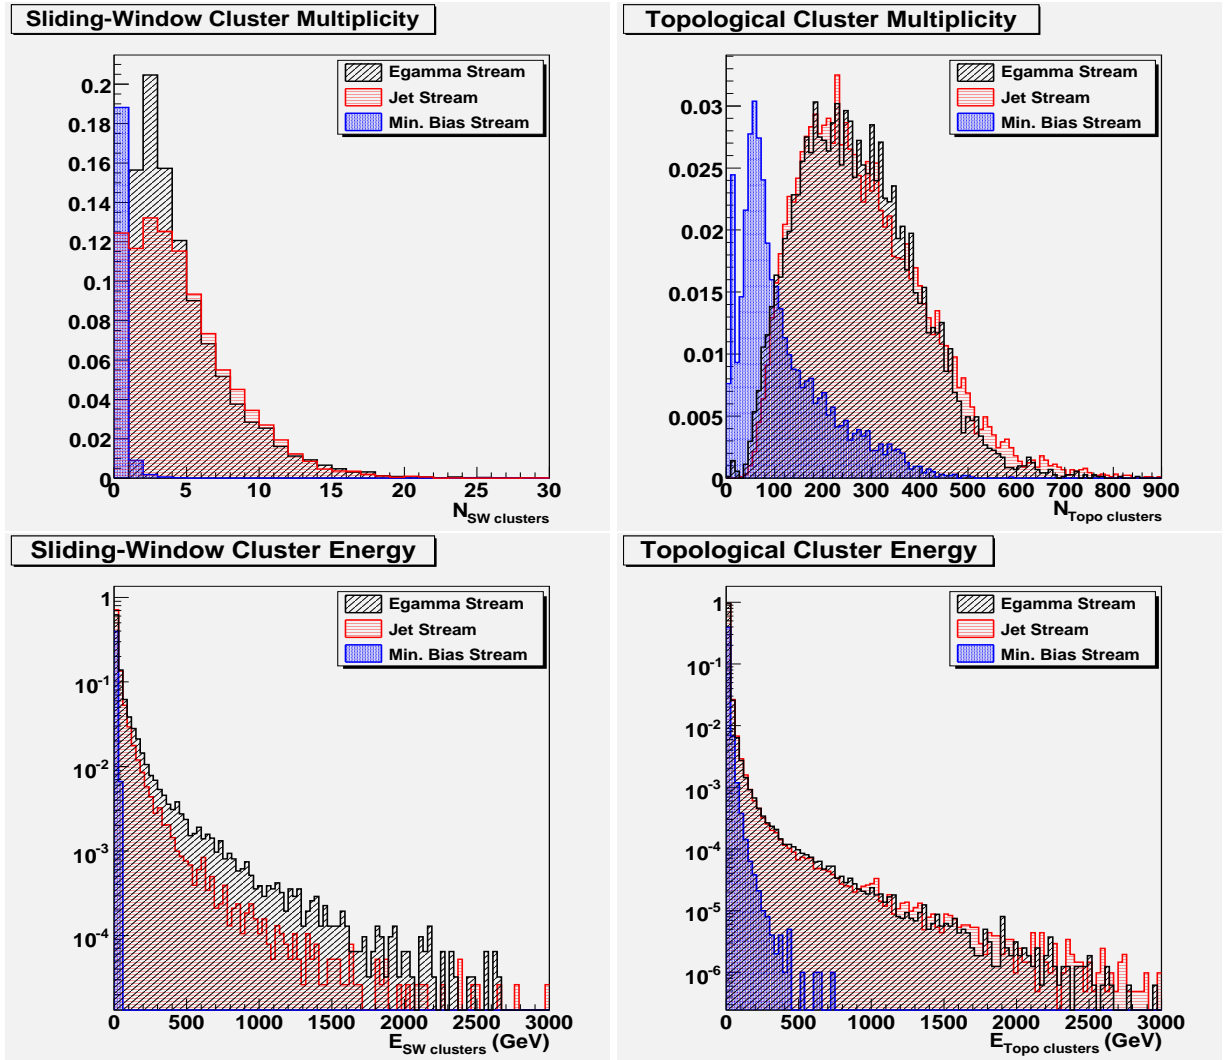 Sliding-Window Cluster Multiplicity
Egamma Stream
Jet Stream
Min. Bias Stream
0.2
0.18
0.16
0.14
0.12
0.1
0.08
0.06
0.04
0.02
0
0 5 10 15 20 25 30
N_SW clusters
Topological Cluster Multiplicity
Egamma Stream
Jet Stream
Min. Bias Stream
0.03
0.025
0.02
0.015
0.01
0.005
0
0 100 200 300 400 500 600 700 800 900
N_Topo clusters
Sliding-Window Cluster Energy
Egamma Stream
Jet Stream
Min. Bias Stream
1
10^-1
10^-2
10^-3
10^-4
0 500 1000 1500 2000 2500 3000
E_SW clusters (GeV)
Topological Cluster Energy
Egamma Stream
Jet Stream
Min. Bias Stream
1
10^-1
10^-2
10^-3
10^-4
10^-5
10^-6
0 500 1000 1500 2000 2500 3000
E_Topo clusters (GeV)